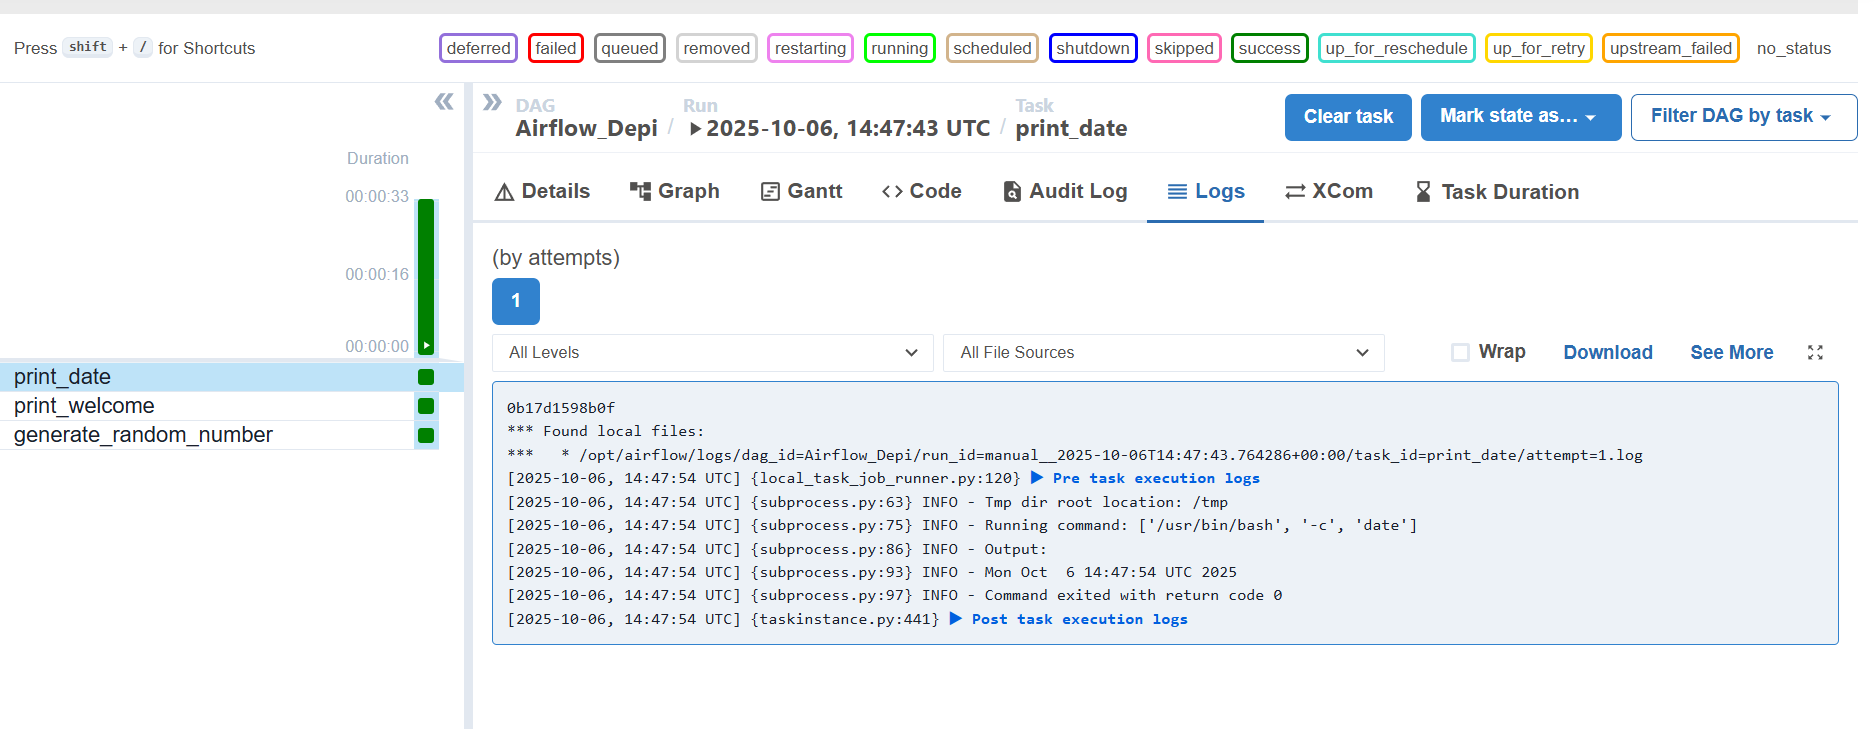 Press shift + / for Shortcuts
deferred failed queued removed restarting running scheduled shutdown skipped success up_for_reschedule up_for_retry upstream_failed no_status
DAG
Airflow_Depi
/
Run
2025-10-06, 14:47:43 UTC
/
Task
print_date
Clear task
Mark state as...
Filter DAG by task
Duration
00:00:33
00:00:16
00:00:00
print_date
print_welcome
generate_random_number
Details
Graph
Gantt
Code
Audit Log
Logs
XCom
Task Duration
(by attempts)
1
All Levels
All File Sources
Wrap
Download
See More
0b17d1598b0f
*** Found local files:
***   * /opt/airflow/logs/dag_id=Airflow_Depi/run_id=manual__2025-10-06T14:47:43.764286+00:00/task_id=print_date/attempt=1.log
[2025-10-06, 14:47:54 UTC] {local_task_job_runner.py:120} ▶ Pre task execution logs
[2025-10-06, 14:47:54 UTC] {subprocess.py:63} INFO - Tmp dir root location: /tmp
[2025-10-06, 14:47:54 UTC] {subprocess.py:75} INFO - Running command: ['/usr/bin/bash', '-c', 'date']
[2025-10-06, 14:47:54 UTC] {subprocess.py:86} INFO - Output:
[2025-10-06, 14:47:54 UTC] {subprocess.py:93} INFO - Mon Oct  6 14:47:54 UTC 2025
[2025-10-06, 14:47:54 UTC] {subprocess.py:97} INFO - Command exited with return code 0
[2025-10-06, 14:47:54 UTC] {taskinstance.py:441} ▶ Post task execution logs